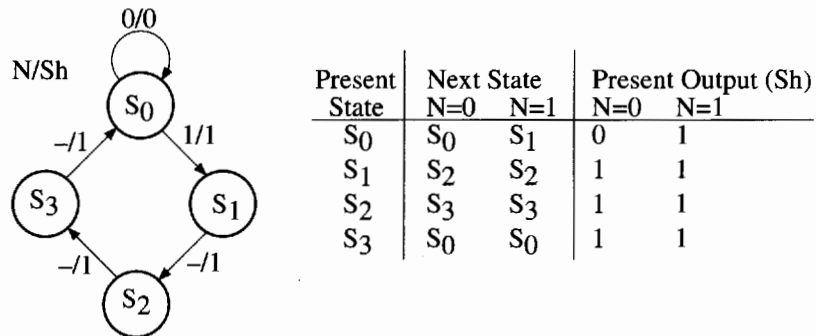 0/0
N/Sh
S0
–/1
1/1
S3
S1
–/1
–/1
S2
Present Next State Present Output (Sh)
State N=0 N=1 N=0 N=1
S0 S0 S1 0 1
S1 S2 S2 1 1
S2 S3 S3 1 1
S3 S0 S0 1 1